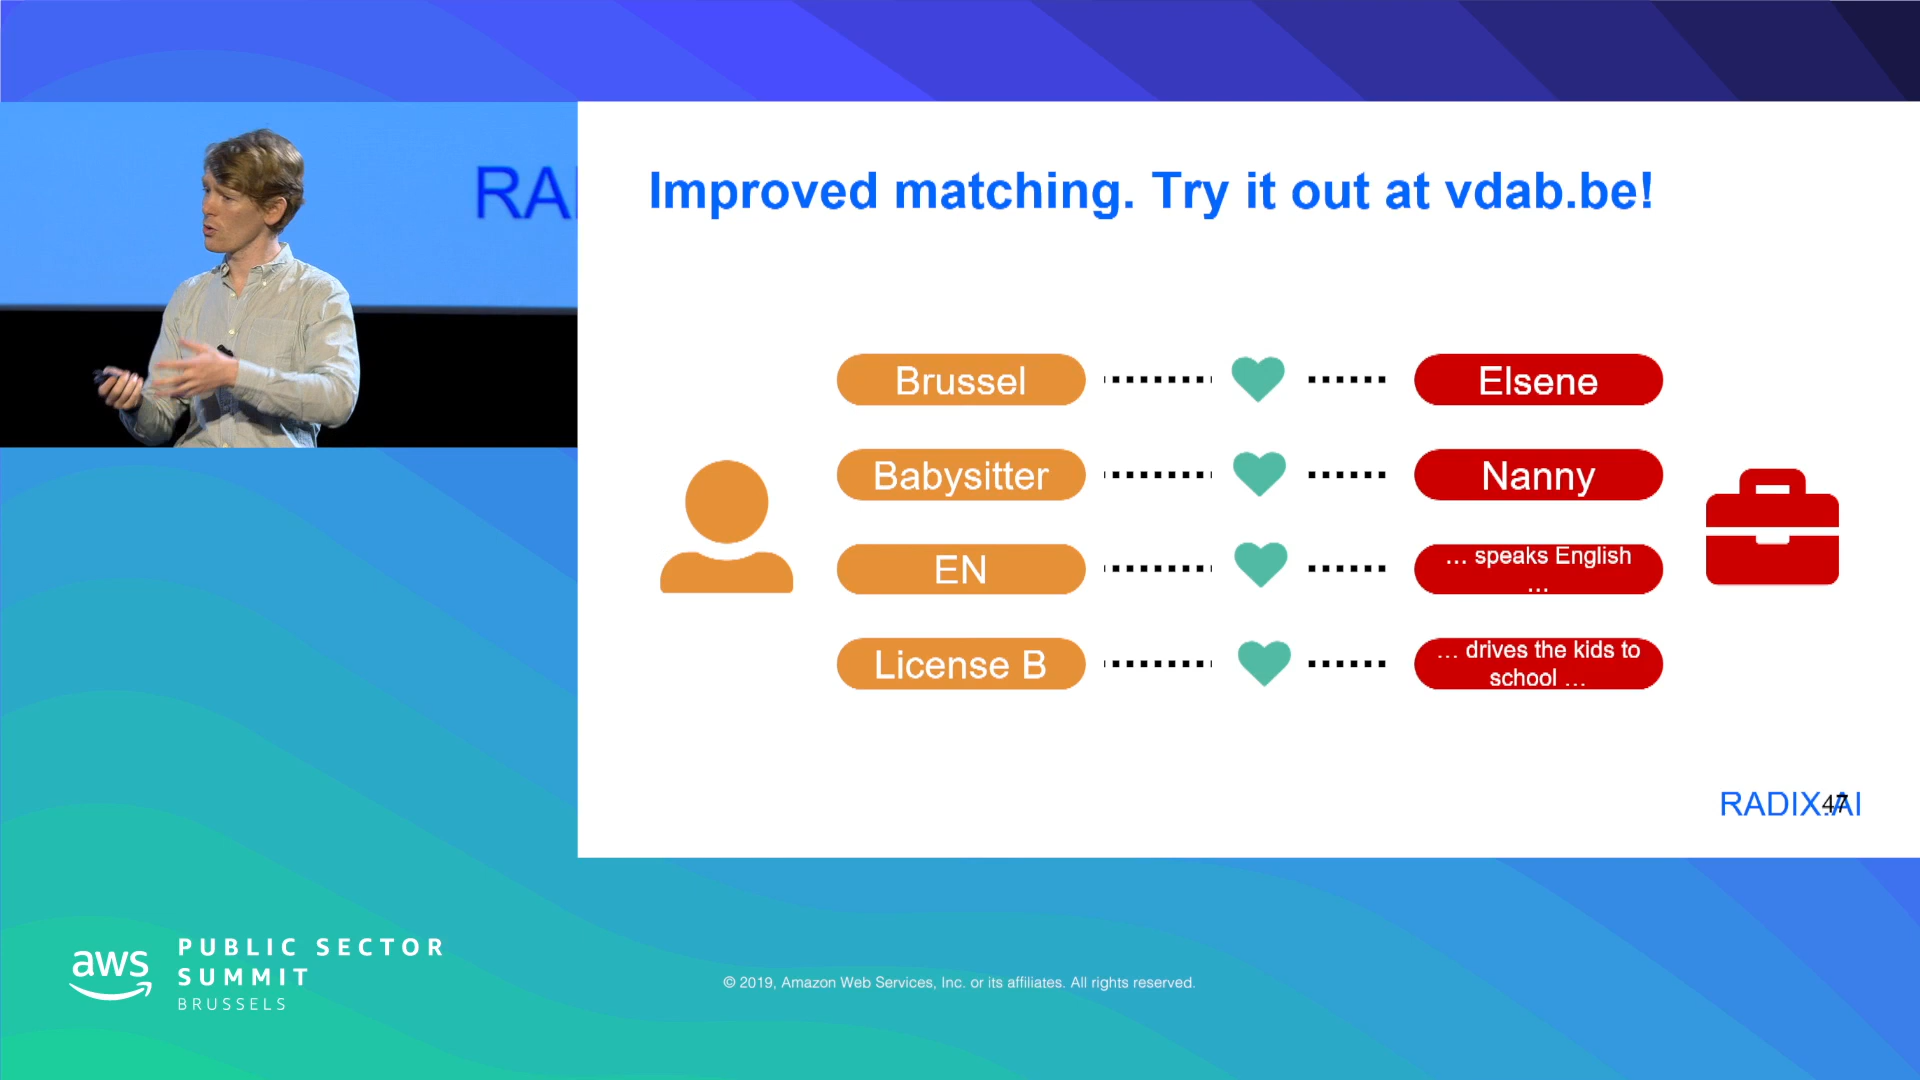 RA
Improved matching. Try it out at vdab.be!
Brussel
Elsene
Babysitter
Nanny
EN
... speaks English
...
License B
... drives the kids to
school ...
RADIX.AI
47
aws
PUBLIC SECTOR
SUMMIT
BRUSSELS
© 2019, Amazon Web Services, Inc. or its affiliates. All rights reserved.